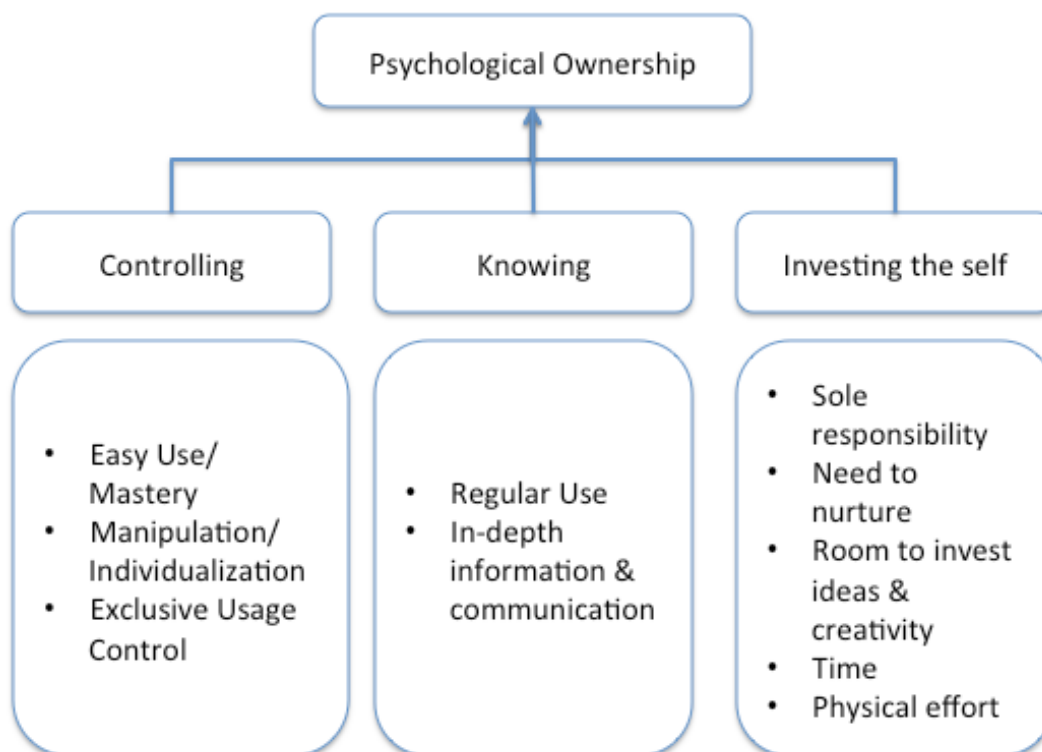 Psychological Ownership
Controlling
Knowing
Investing the self
• Easy Use/
Mastery
• Manipulation/
Individualization
• Exclusive Usage
Control
• Regular Use
• In-depth
information &
communication
• Sole
responsibility
• Need to
nurture
• Room to invest
ideas &
creativity
• Time
• Physical effort